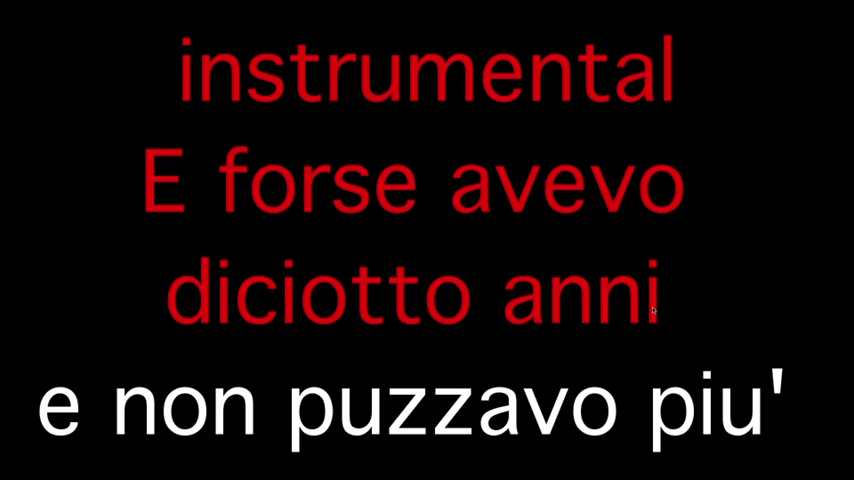 instrumental
E forse avevo
diciotto anni
e non puzzavo piu'